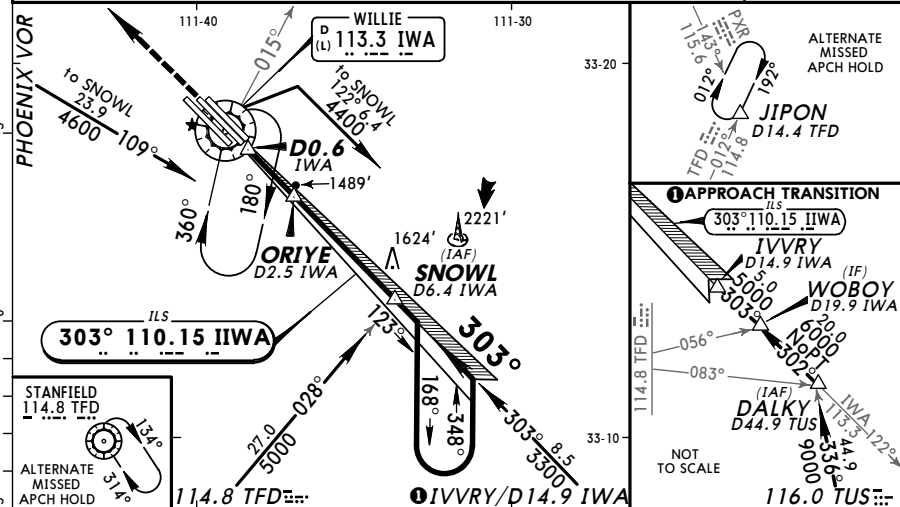 111-40
111-30
WILLIE
D
(L) 113.3 IWA
015°
PHOENIX VOR
to SNOWL
23.9
4600 109°
to SNOWL
122° 6.4
4400
33-20
D0.6
IWA
1489'
180°
360°
ORIYE
D2.5 IWA
1624'
2221'
(IAF)
SNOWL
D6.4 IWA
ILS
303° 110.15 IIWA
123°
303°
168°
348°
303° 8.5
3300
27.0
5000 028°
33-10
114.8 TFD
1 IVVRY/D14.9 IWA
STANFIELD
114.8 TFD
134°
314°
ALTERNATE
MISSED
APCH HOLD
PXR
-143°-
115.6
ALTERNATE
MISSED
APCH HOLD
012°
192°
JIPON
D14.4 TFD
TFD
-012°-
114.8
1 APPROACH TRANSITION
ILS
303° 110.15 IIWA
IVVRY
D14.9 IWA
5.0
5000
303°
(IF)
WOBOY
D19.9 IWA
20.0
6000
NoPT
302°
114.8 TFD
056°
083°
(IAF)
DALKY
D44.9 TUS
IWA
113.3 122°
44.9
336°
9000
NOT
TO SCALE
116.0 TUS